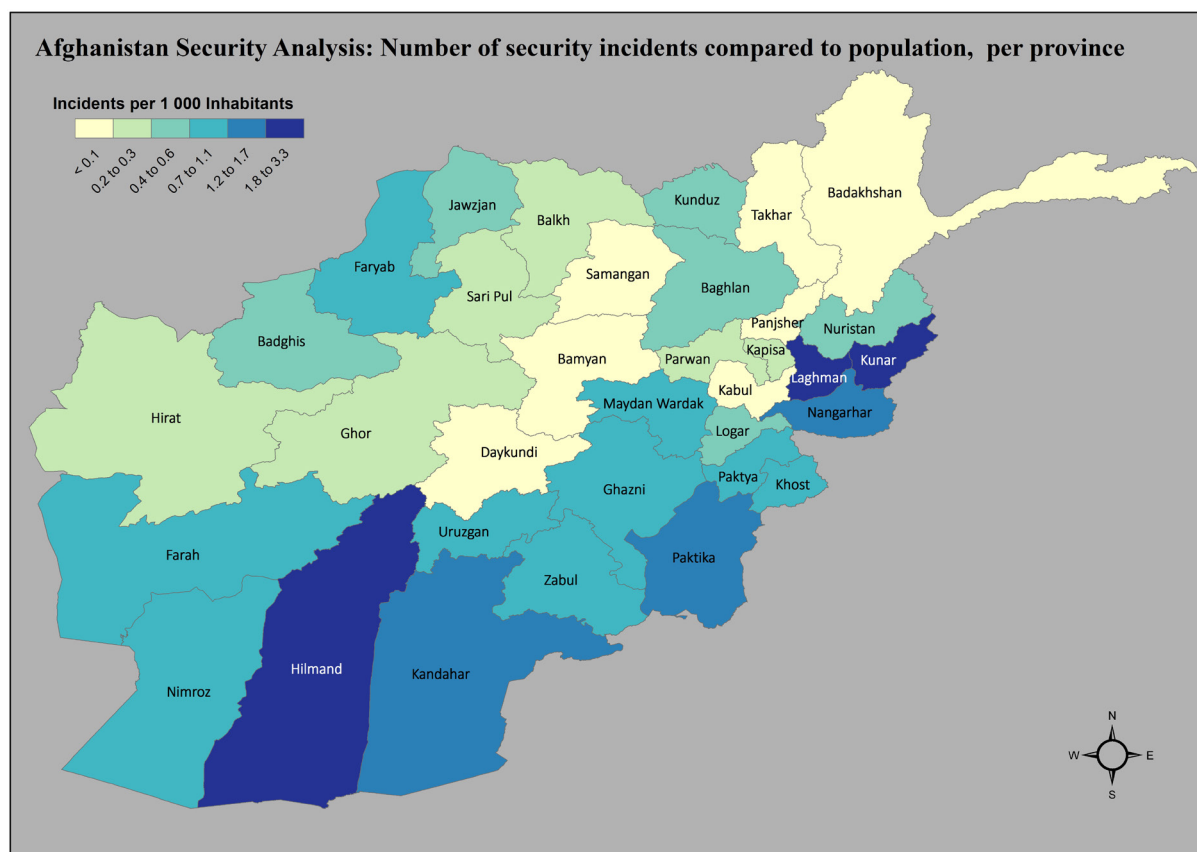 Afghanistan Security Analysis: Number of security incidents compared to population, per province
Incidents per 1 000 Inhabitants
< 0.1
0.2 to 0.3
0.4 to 0.6
0.7 to 1.1
1.2 to 1.7
1.8 to 3.3
Badakhshan
Takhar
Kunduz
Jawzjan
Balkh
Faryab
Samangan
Baghlan
Sari Pul
Panjsher
Nuristan
Badghis
Bamyan
Parwan
Kapisa
Kunar
Laghman
Kabul
Maydan Wardak
Nangarhar
Hirat
Ghor
Logar
Daykundi
Paktya
Khost
Ghazni
Uruzgan
Farah
Paktika
Zabul
Hilmand
Kandahar
Nimroz
N
W E
S